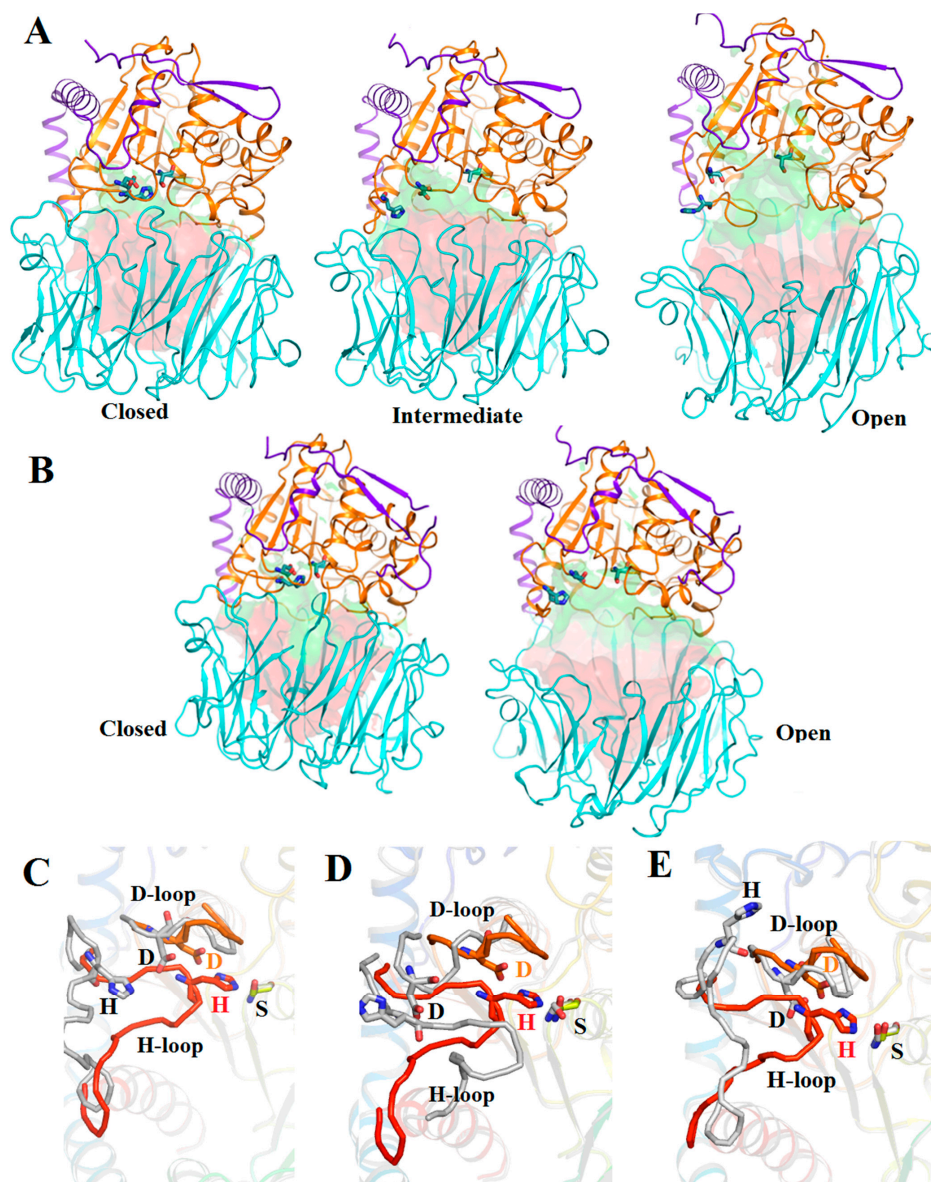 A
Closed
Intermediate
Open
B
Closed
Open
C
D-loop
D
D
H
H
S
H-loop
D
D-loop
D
D
H
S
H-loop
E
H
D-loop
D
D
H
S
H-loop